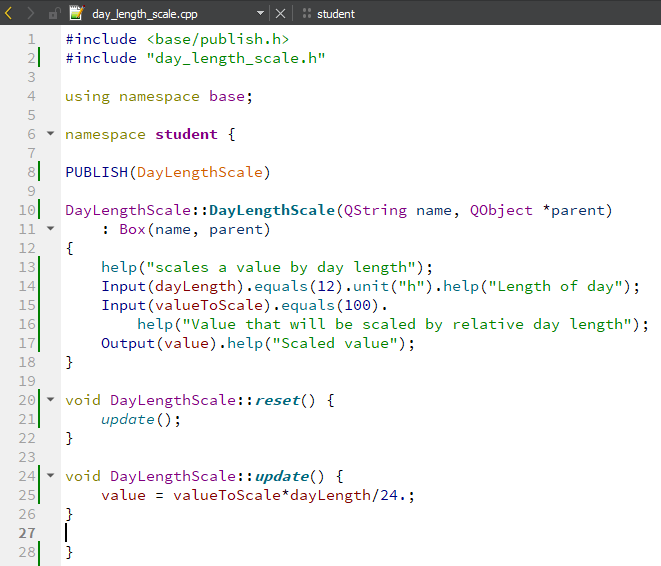 day_length_scale.cpp student
1 #include <base/publish.h>
2 #include "day_length_scale.h"
3
4 using namespace base;
5
6 namespace student {
7
8 PUBLISH(DayLengthScale)
9
10 DayLengthScale::DayLengthScale(QString name, QObject *parent)
11     : Box(name, parent)
12 {
13     help("scales a value by day length");
14     Input(dayLength).equals(12).unit("h").help("Length of day");
15     Input(valueToScale).equals(100).
16         help("Value that will be scaled by relative day length");
17     Output(value).help("Scaled value");
18 }
19
20 void DayLengthScale::reset() {
21     update();
22 }
23
24 void DayLengthScale::update() {
25     value = valueToScale*dayLength/24.;
26 }
27
28 }